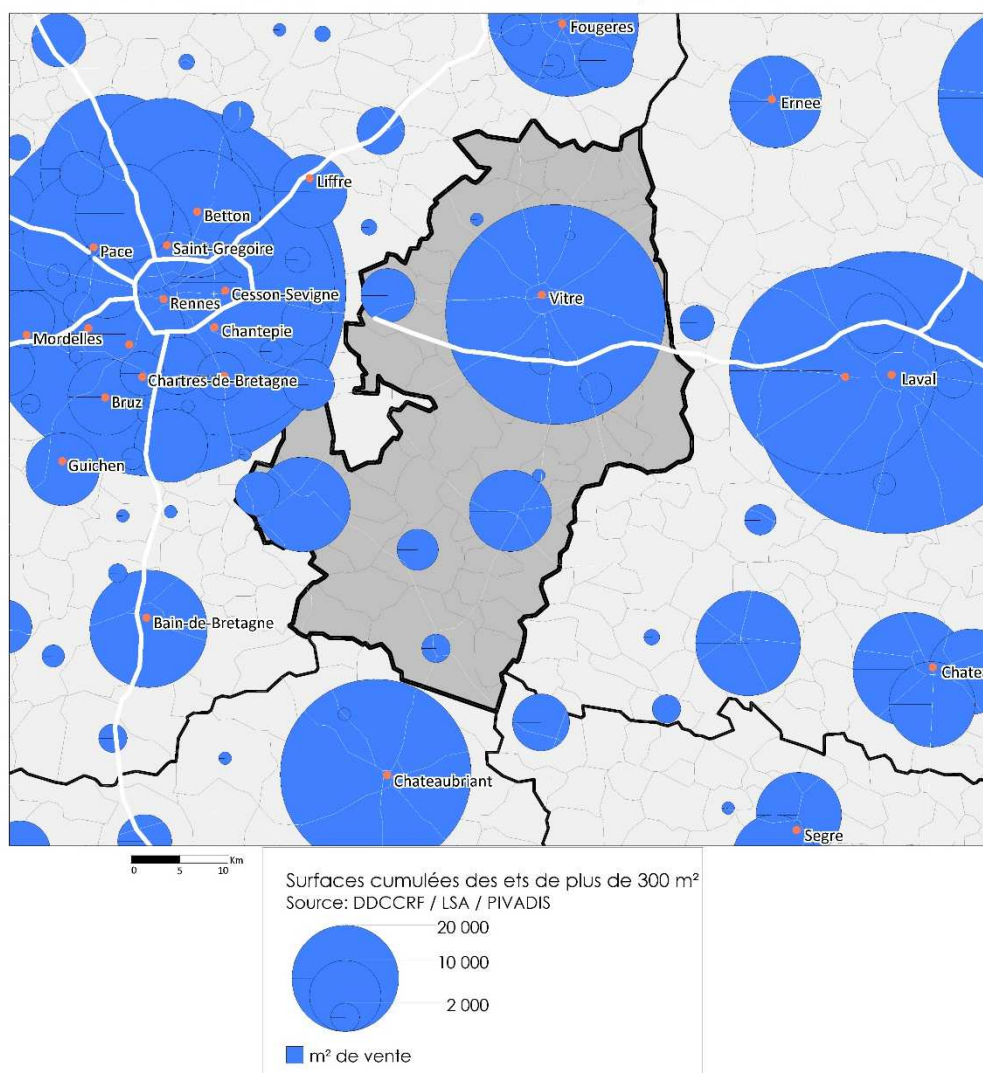 Fougeres
Ernee
Liffre
Betton
Pace
Saint-Gregoire
Rennes
Cesson-Sevigne
Vitre
Mordelles
Chantepie
Chartres-de-Bretagne
Laval
Bruz
Guichen
Bain-de-Bretagne
Chatea
Chateaubriant
Segre
0 5 10 Km
Surfaces cumulées des ets de plus de 300 m²
Source: DDCCRF / LSA / PIVADIS
20 000
10 000
2 000
m² de vente